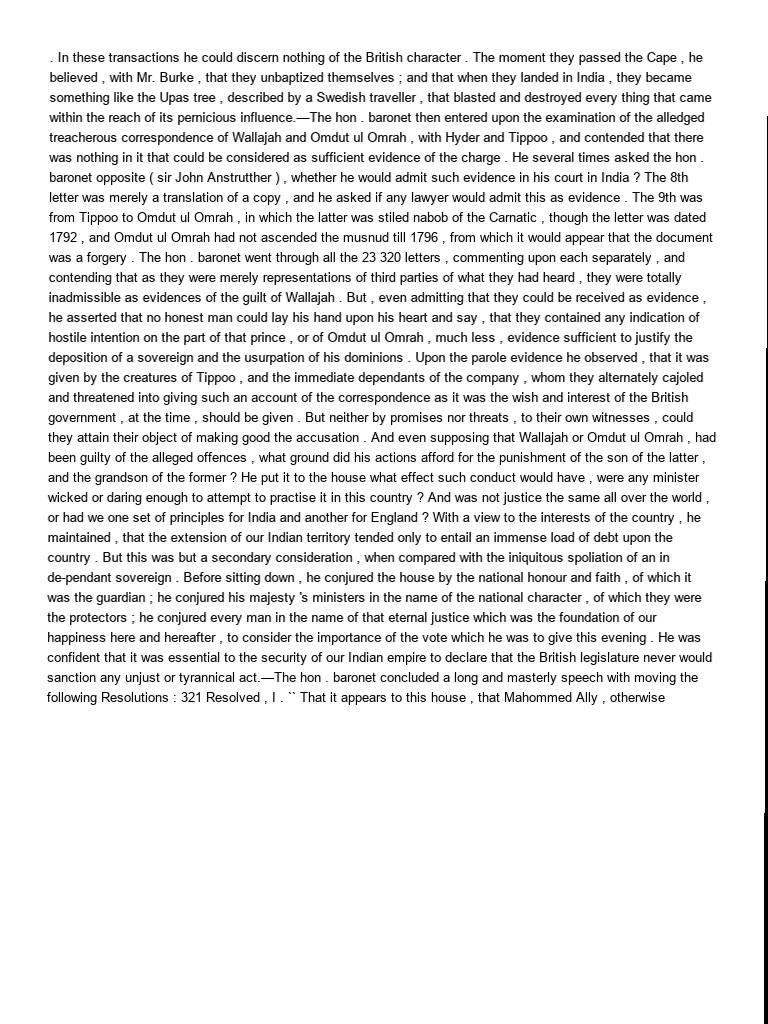 . In these transactions he could discern nothing of the British character . The moment they passed the Cape , he
believed , with Mr. Burke , that they unbaptized themselves ; and that when they landed in India , they became
something like the Upas tree , described by a Swedish traveller , that blasted and destroyed every thing that came
within the reach of its pernicious influence.—The hon . baronet then entered upon the examination of the alledged
treacherous correspondence of Wallajah and Omdut ul Omrah , with Hyder and Tippoo , and contended that there
was nothing in it that could be considered as sufficient evidence of the charge . He several times asked the hon .
baronet opposite ( sir John Anstrutther ) , whether he would admit such evidence in his court in India ? The 8th
letter was merely a translation of a copy , and he asked if any lawyer would admit this as evidence . The 9th was
from Tippoo to Omdut ul Omrah , in which the latter was stiled nabob of the Carnatic , though the letter was dated
1792 , and Omdut ul Omrah had not ascended the musnud till 1796 , from which it would appear that the document
was a forgery . The hon . baronet went through all the 23 320 letters , commenting upon each separately , and
contending that as they were merely representations of third parties of what they had heard , they were totally
inadmissible as evidences of the guilt of Wallajah . But , even admitting that they could be received as evidence ,
he asserted that no honest man could lay his hand upon his heart and say , that they contained any indication of
hostile intention on the part of that prince , or of Omdut ul Omrah , much less , evidence sufficient to justify the
deposition of a sovereign and the usurpation of his dominions . Upon the parole evidence he observed , that it was
given by the creatures of Tippoo , and the immediate dependants of the company , whom they alternately cajoled
and threatened into giving such an account of the correspondence as it was the wish and interest of the British
government , at the time , should be given . But neither by promises nor threats , to their own witnesses , could
they attain their object of making good the accusation . And even supposing that Wallajah or Omdut ul Omrah , had
been guilty of the alleged offences , what ground did his actions afford for the punishment of the son of the latter ,
and the grandson of the former ? He put it to the house what effect such conduct would have , were any minister
wicked or daring enough to attempt to practise it in this country ? And was not justice the same all over the world ,
or had we one set of principles for India and another for England ? With a view to the interests of the country , he
maintained , that the extension of our Indian territory tended only to entail an immense load of debt upon the
country . But this was but a secondary consideration , when compared with the iniquitous spoliation of an in
de-pendant sovereign . Before sitting down , he conjured the house by the national honour and faith , of which it
was the guardian ; he conjured his majesty 's ministers in the name of the national character , of which they were
the protectors ; he conjured every man in the name of that eternal justice which was the foundation of our
happiness here and hereafter , to consider the importance of the vote which he was to give this evening . He was
confident that it was essential to the security of our Indian empire to declare that the British legislature never would
sanction any unjust or tyrannical act.—The hon . baronet concluded a long and masterly speech with moving the
following Resolutions : 321 Resolved , I . `` That it appears to this house , that Mahommed Ally , otherwise